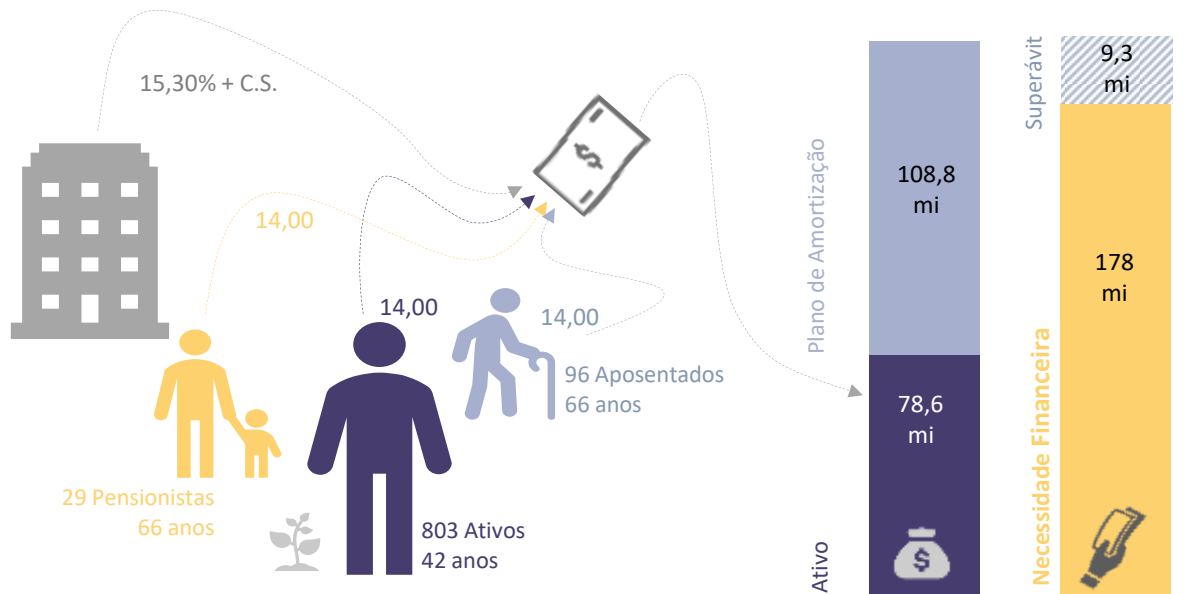 15,30% + C.S.
14,00
14,00
14,00
29 Pensionistas
66 anos
803 Ativos
42 anos
96 Aposentados
66 anos
$
Plano de Amortização
108,8
mi
Ativo
78,6
mi
$
Superávit
9,3
mi
Necessidade Financeira
178
mi